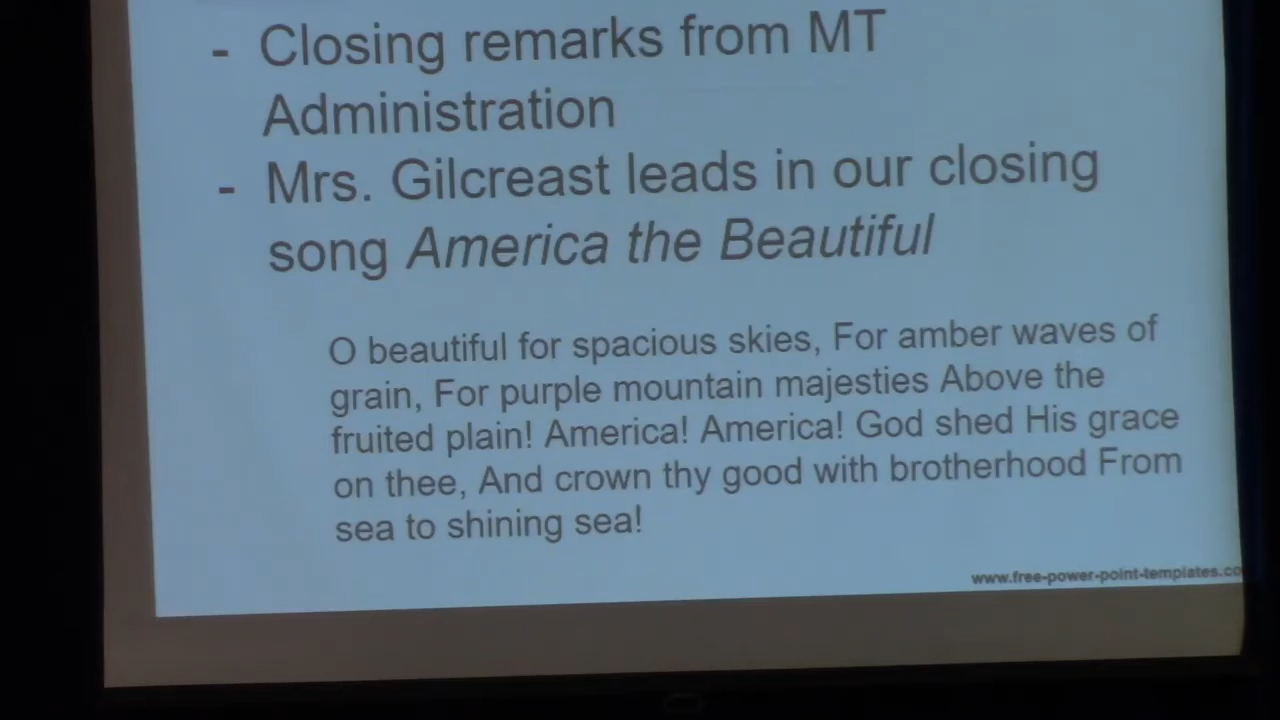 - Closing remarks from MT
Administration
- Mrs. Gilcreast leads in our closing
song America the Beautiful
O beautiful for spacious skies, For amber waves of
grain, For purple mountain majesties Above the
fruited plain! America! America! God shed His grace
on thee, And crown thy good with brotherhood From
sea to shining sea!
www.free-power-point-templates.co